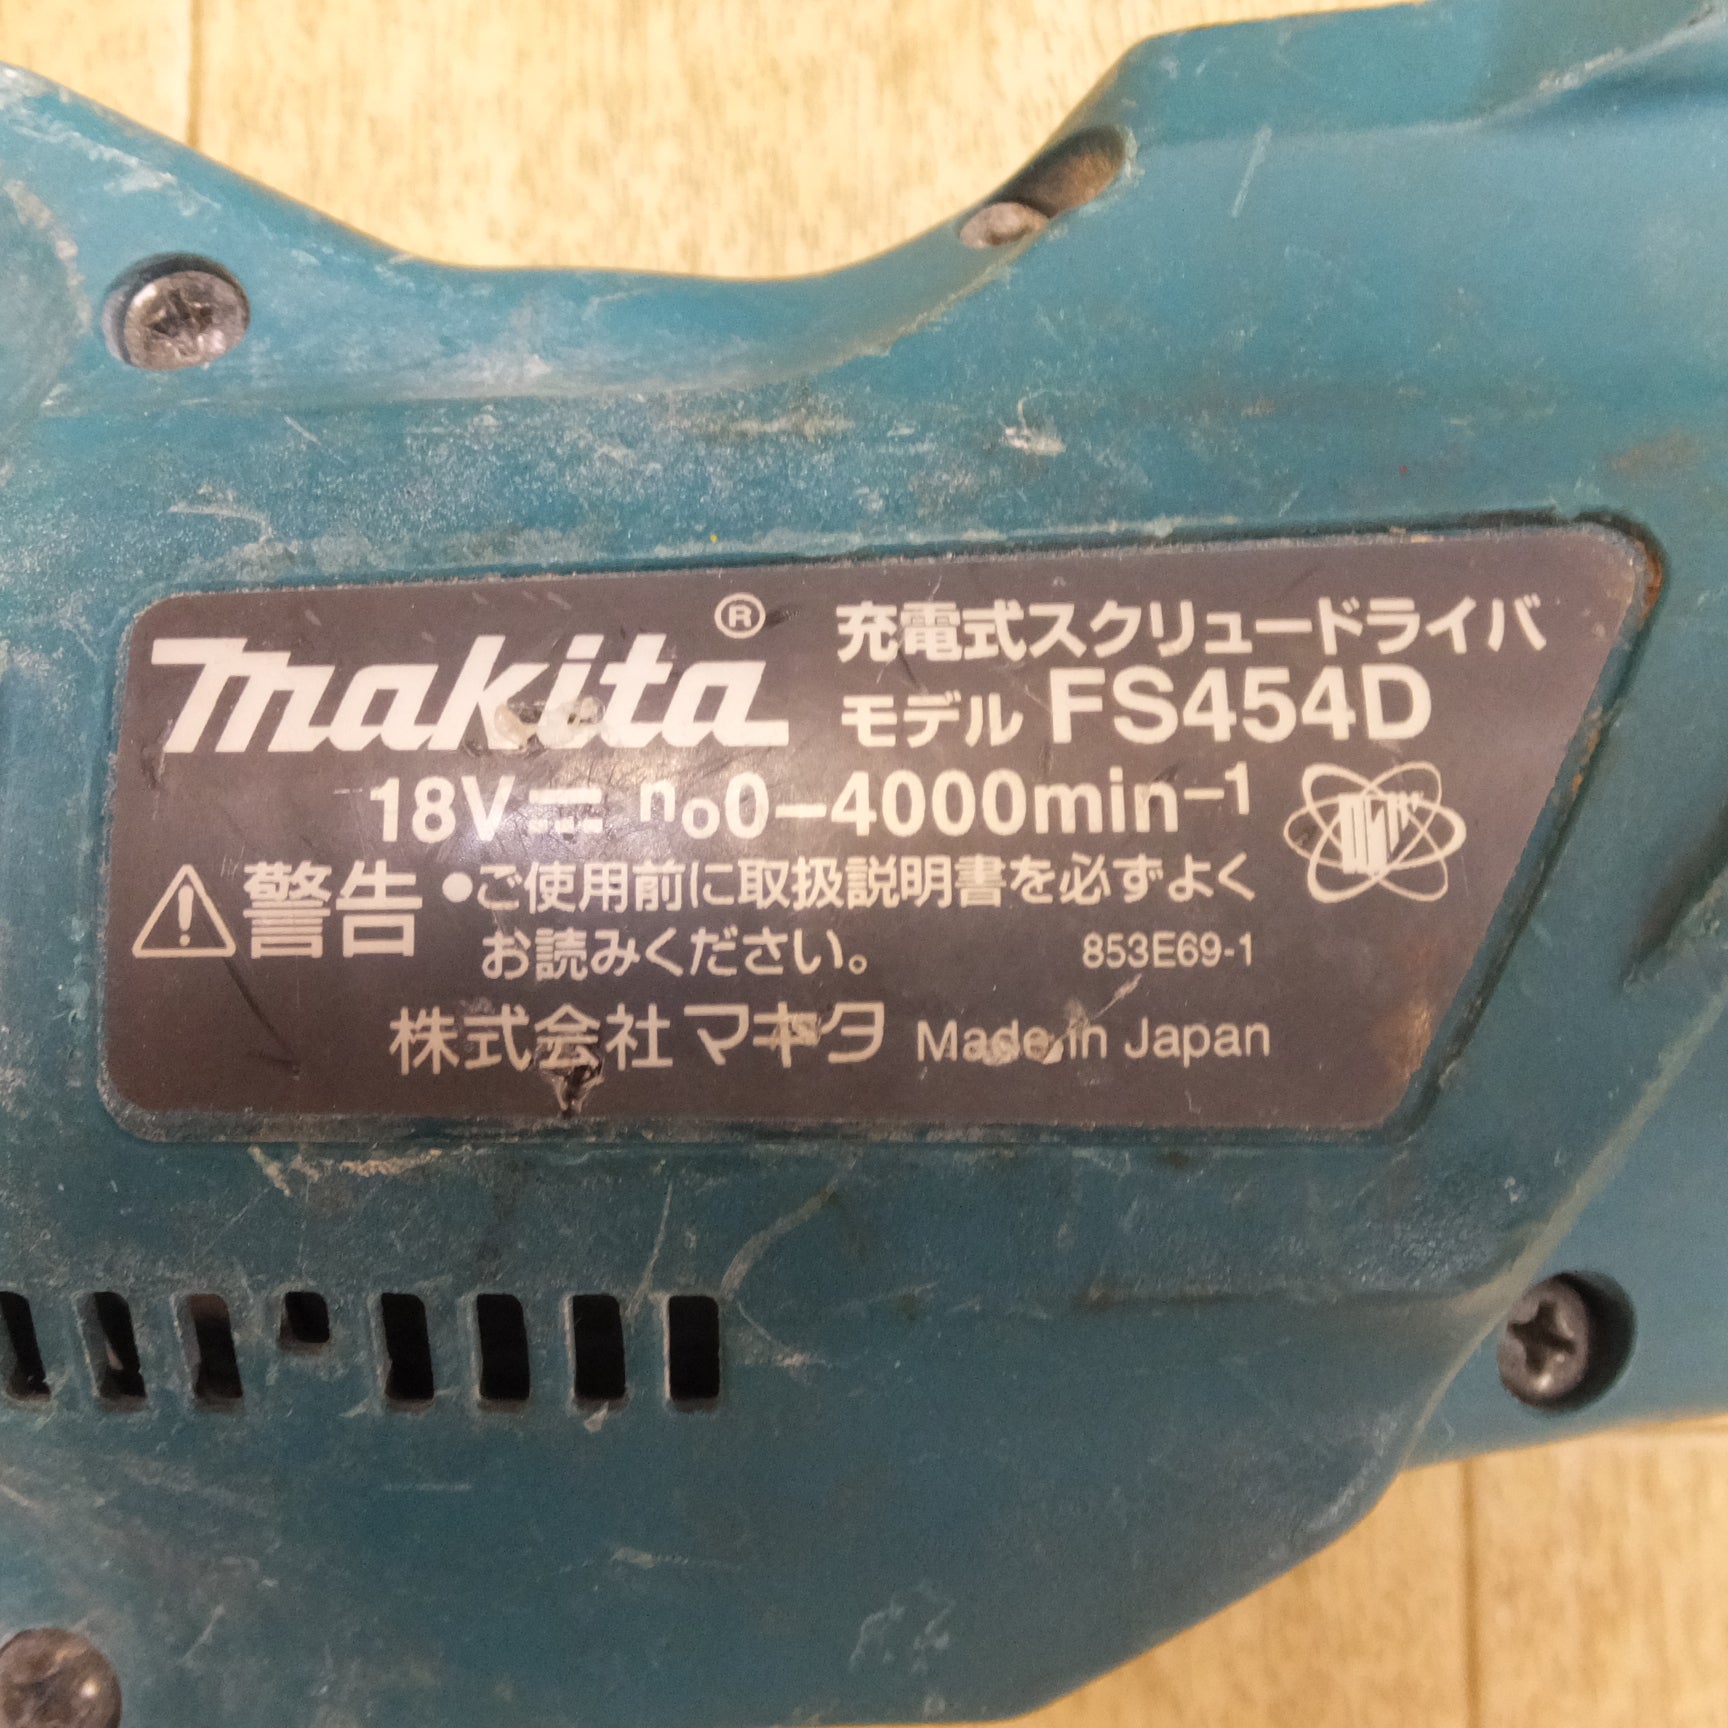 makita®
充電式スクリュードライバ
モデル FS454D
18V⎓ n₀0-4000min⁻¹
⚠警告 ●ご使用前に取扱説明書を必ずよく
お読みください。
853E69-1
株式会社マキタ Made in Japan